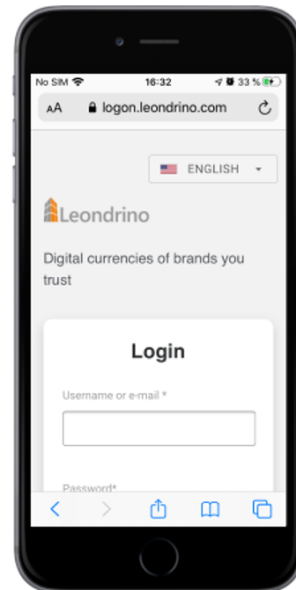 No SIM 16:32 33 %
AA logon.leondrino.com
ENGLISH
Leondrino
Digital currencies of brands you
trust
Login
Username or e-mail *
Password*